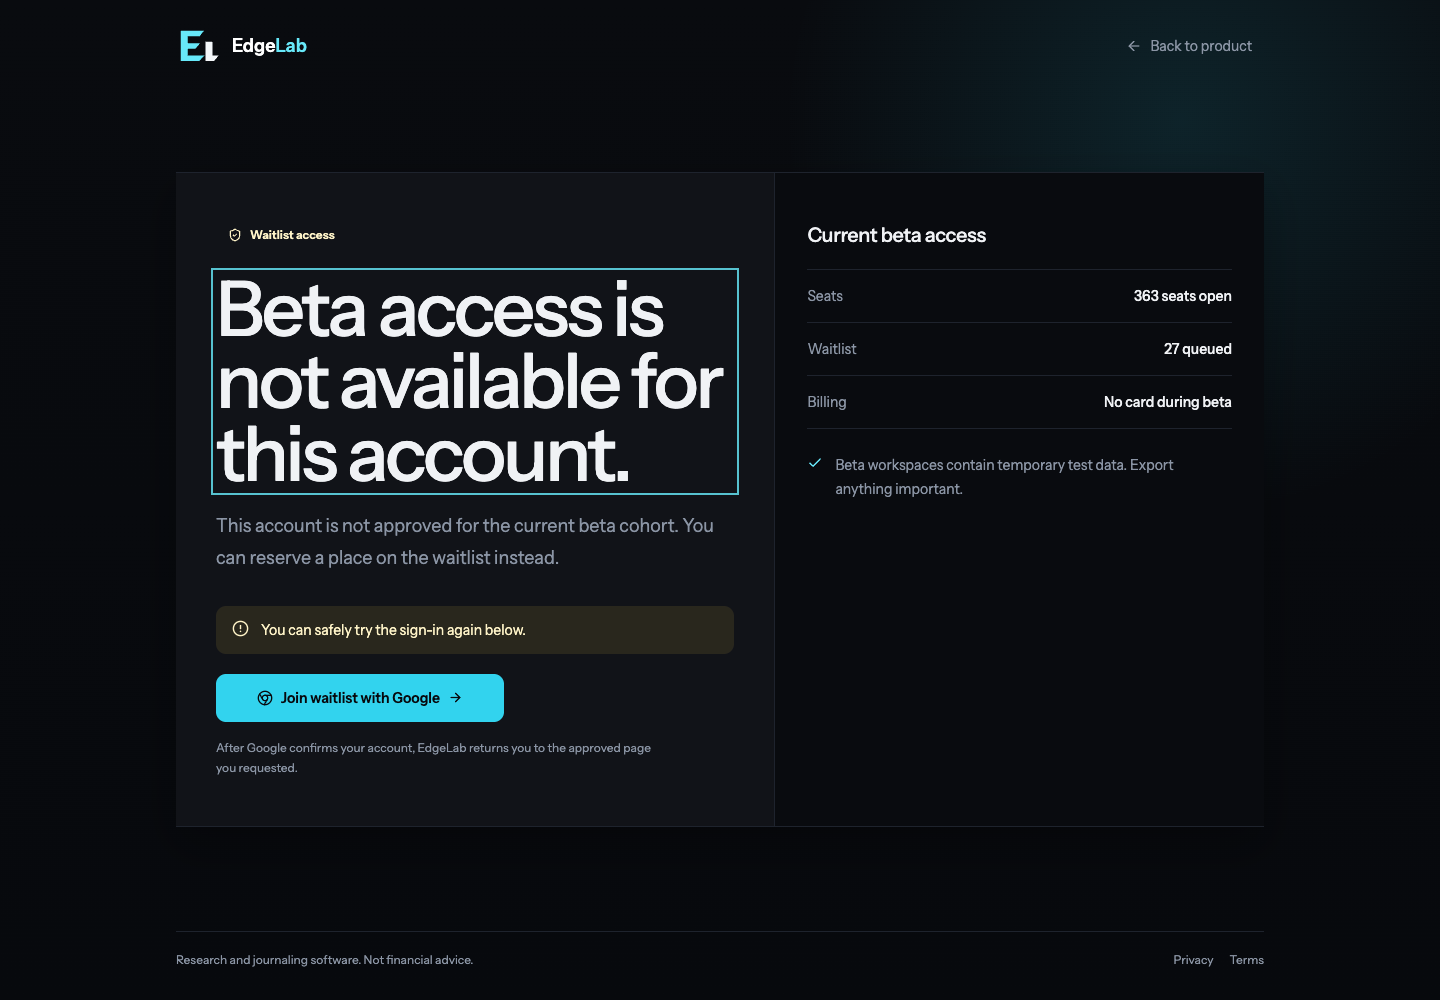 EL EdgeLab
Back to product
Waitlist access
Beta access is
not available for
this account.
This account is not approved for the current beta cohort. You
can reserve a place on the waitlist instead.
You can safely try the sign-in again below.
Join waitlist with Google
After Google confirms your account, EdgeLab returns you to the approved page
you requested.
Current beta access
Seats 363 seats open
Waitlist 27 queued
Billing No card during beta
Beta workspaces contain temporary test data. Export
anything important.
Research and journaling software. Not financial advice.
Privacy Terms